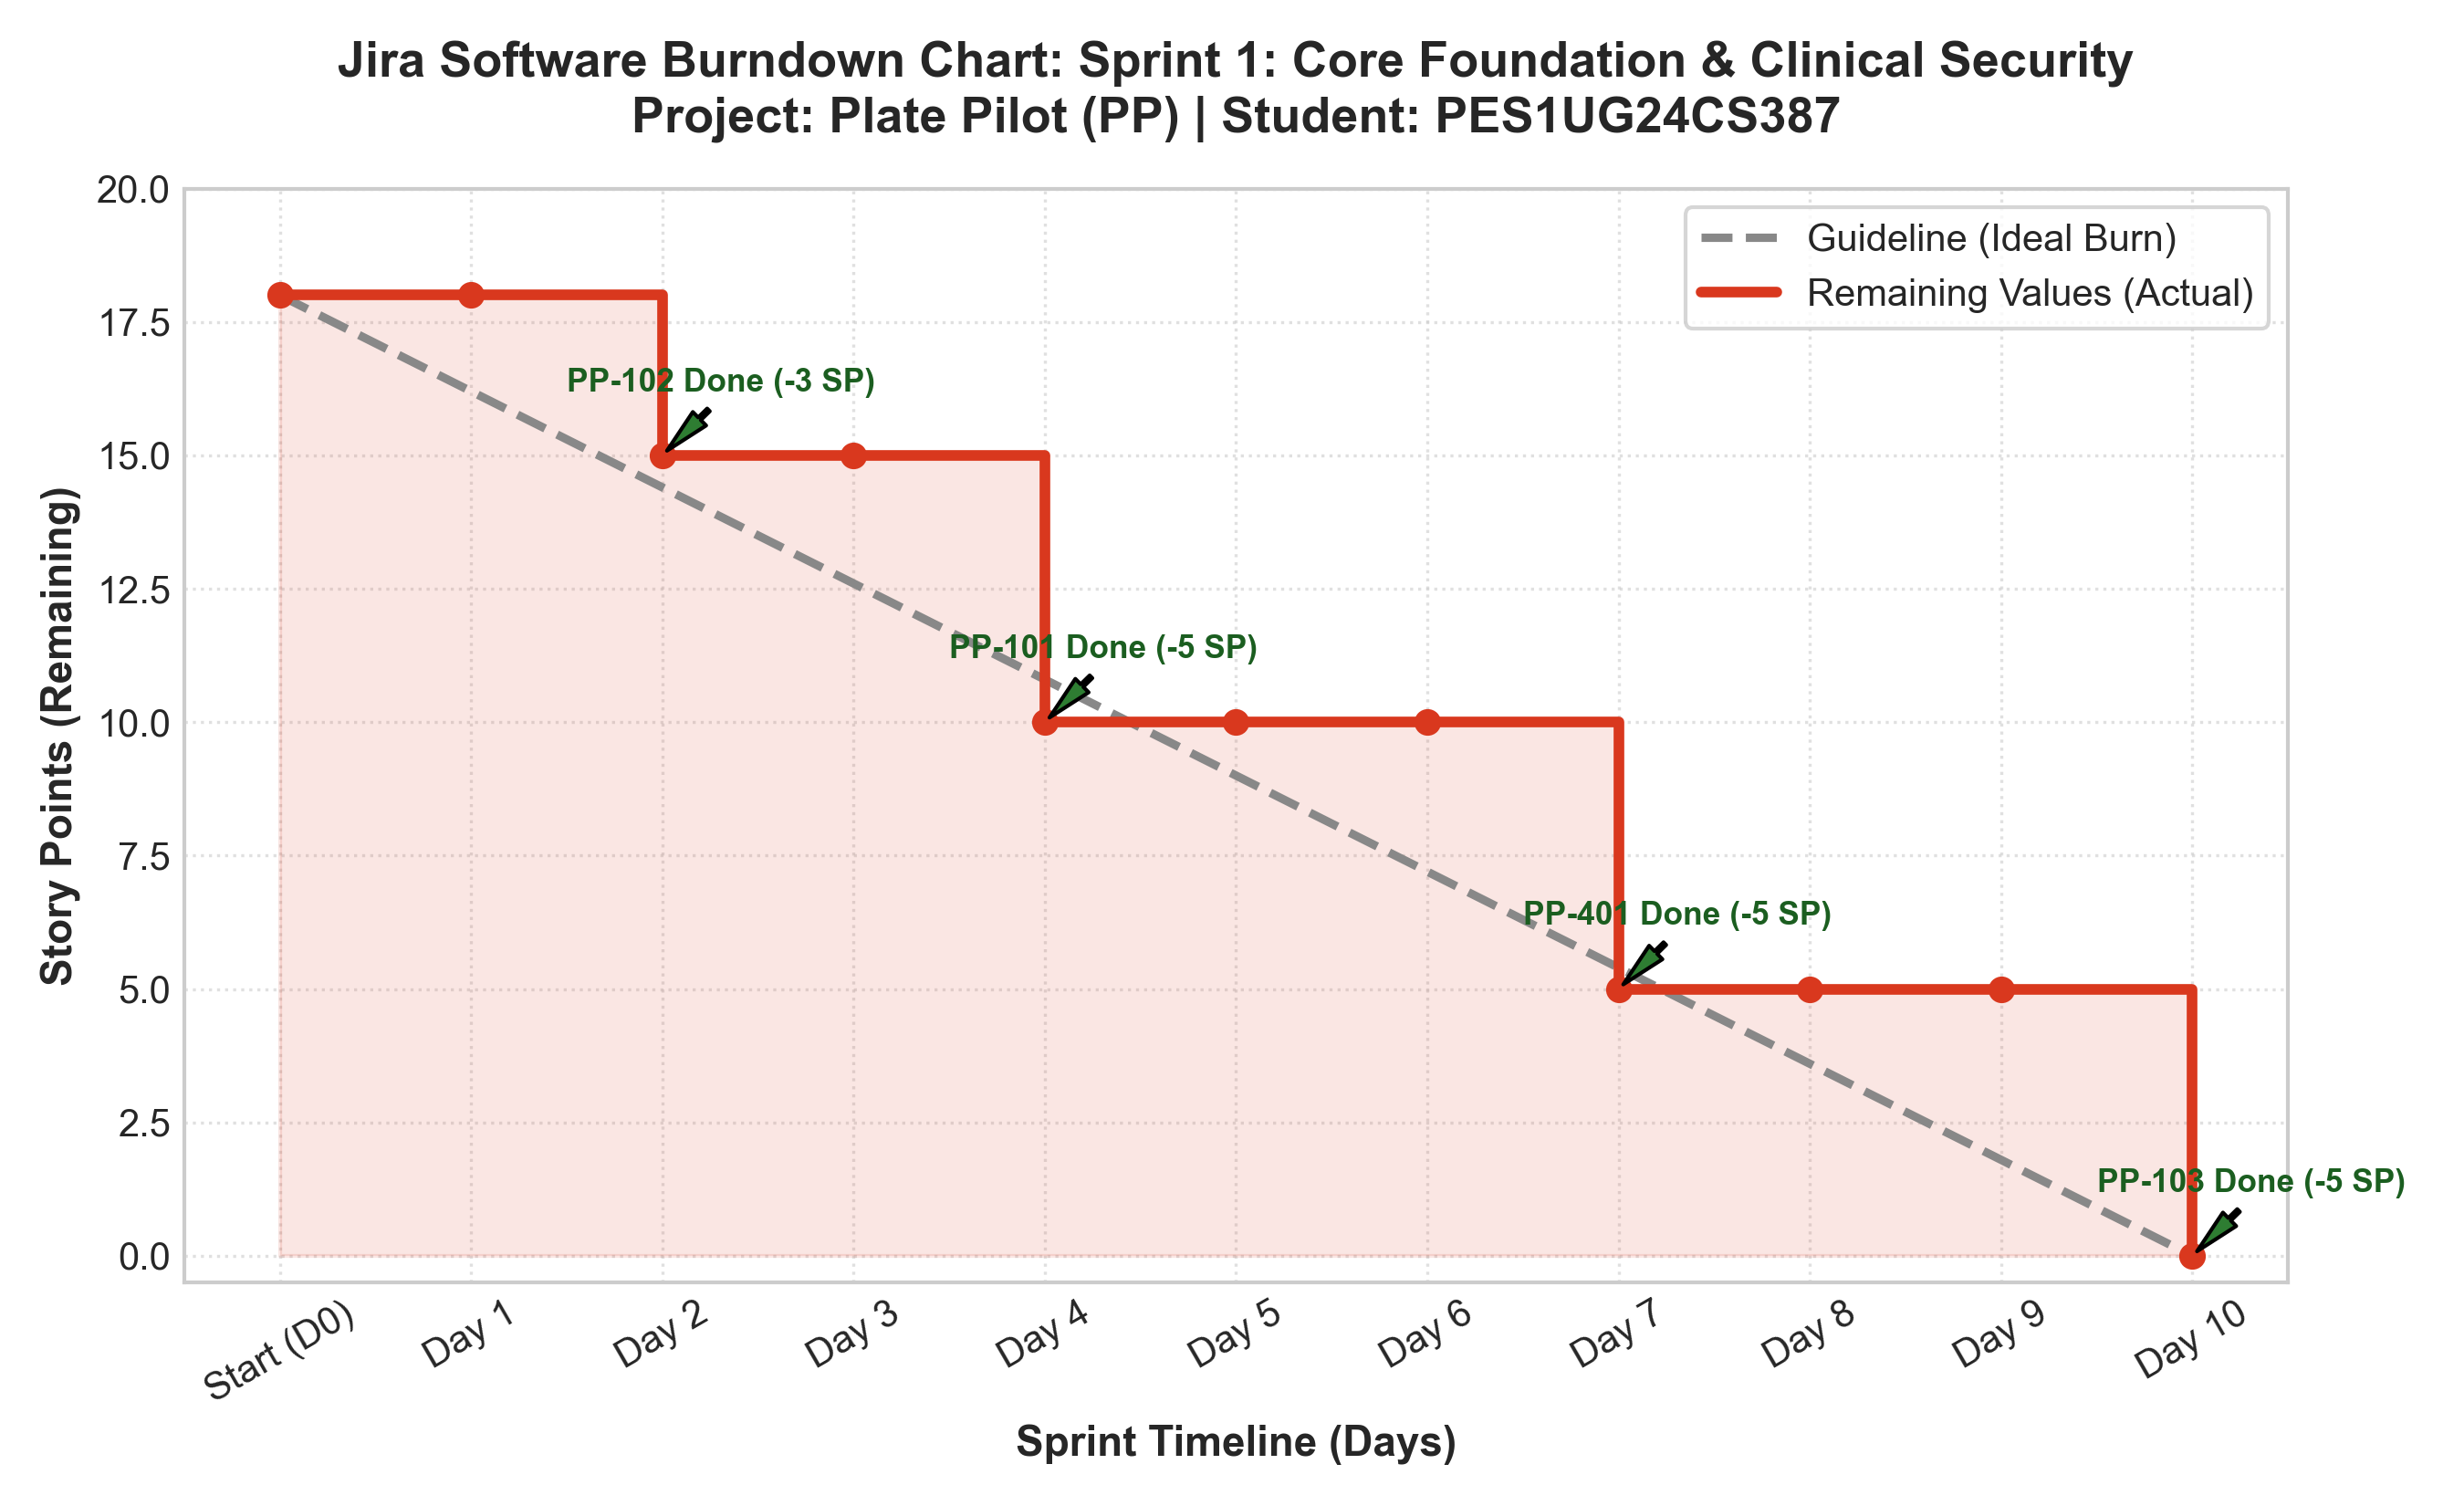 Jira Software Burndown Chart: Sprint 1: Core Foundation & Clinical Security
Project: Plate Pilot (PP) | Student: PES1UG24CS387
Story Points (Remaining)
20.0
17.5
15.0
12.5
10.0
7.5
5.0
2.5
0.0
Guideline (Ideal Burn)
Remaining Values (Actual)
PP-102 Done (-3 SP)
PP-101 Done (-5 SP)
PP-401 Done (-5 SP)
PP-103 Done (-5 SP)
Start (D0)
Day 1
Day 2
Day 3
Day 4
Day 5
Day 6
Day 7
Day 8
Day 9
Day 10
Sprint Timeline (Days)